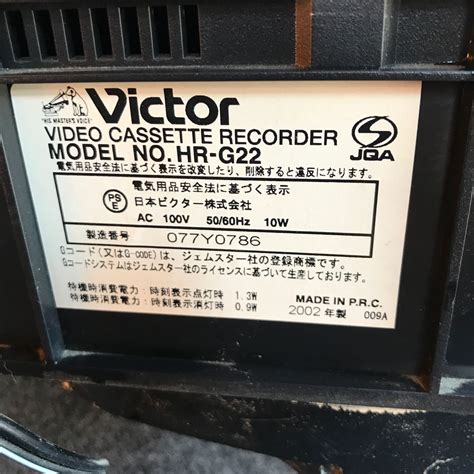 Victor
"HIS MASTER'S VOICE"
VIDEO CASSETTE RECORDER
MODEL NO. HR-G22
JQA
電気用品安全法に基づく表示を改変したり、削除すると違反になります。
PS
E
電気用品安全法に基づく表示
日本ビクター株式会社
AC 100V 50/60Hz 10W
製造番号 077Y0786
Gコード(又はG-CODE)は、ジェムスター社の登録商標です。
Gコードシステムはジェムスター社のライセンスに基づいて生産しております。
待機時消費電力:時刻表示点灯時 1.3W
待機時消費電力:時刻表示消灯時 0.9W
MADE IN P.R.C.
2002年製 009A